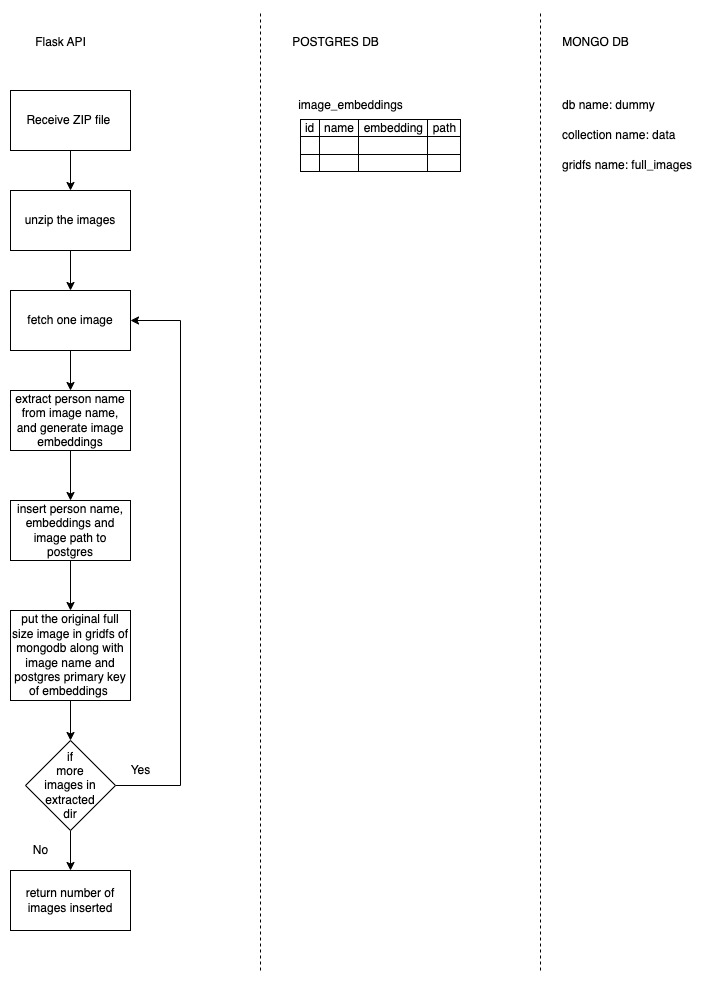 Flask API
POSTGRES DB
MONGO DB
Receive ZIP file
unzip the images
fetch one image
extract person name
from image name,
and generate image
embeddings
insert person name,
embeddings and
image path to
postgres
put the original full
size image in gridfs of
mongodb along with
image name and
postgres primary key
of embeddings
if
more
images in
extracted
dir
Yes
No
return number of
images inserted
image_embeddings
id name embedding path
db name: dummy
collection name: data
gridfs name: full_images